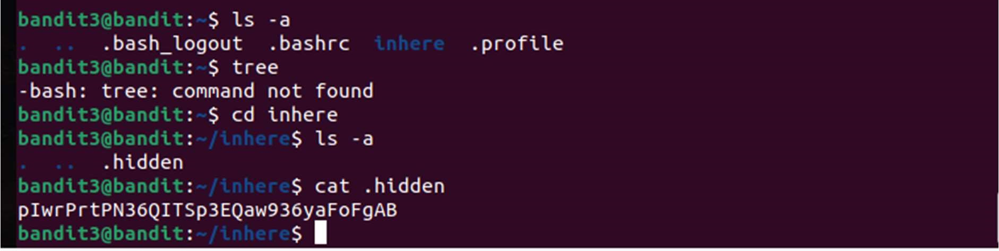 bandit3@bandit:~$ ls -a
. .. .bash_logout .bashrc inhere .profile
bandit3@bandit:~$ tree
-bash: tree: command not found
bandit3@bandit:~$ cd inhere
bandit3@bandit:~/inhere$ ls -a
. .. .hidden
bandit3@bandit:~/inhere$ cat .hidden
pIwrPrtPN36QITSp3EQaw936yaFoFgAB
bandit3@bandit:~/inhere$